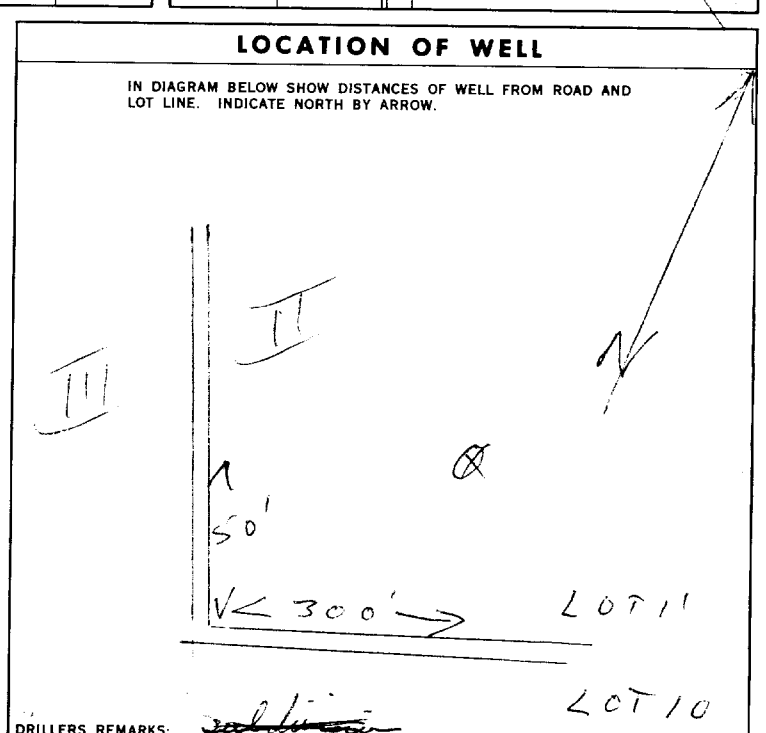 LOCATION OF WELL
IN DIAGRAM BELOW SHOW DISTANCES OF WELL FROM ROAD AND
LOT LINE. INDICATE NORTH BY ARROW.
II
N
III
50'
300'
LOT 11
LOT 10
DRILLERS REMARKS: